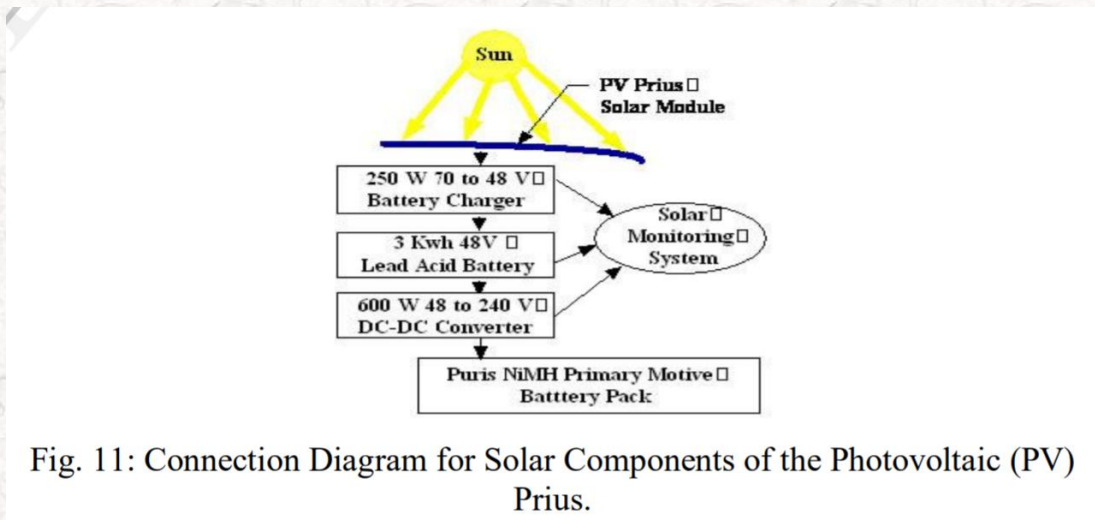 Sun
PV Prius□
Solar Module
250 W 70 to 48 V□
Battery Charger
3 Kwh 48V □
Lead Acid Battery
600 W 48 to 240 V□
DC-DC Converter
Solar□
Monitoring□
System
Puris NiMH Primary Motive□
Batttery Pack
Fig. 11: Connection Diagram for Solar Components of the Photovoltaic (PV)
Prius.